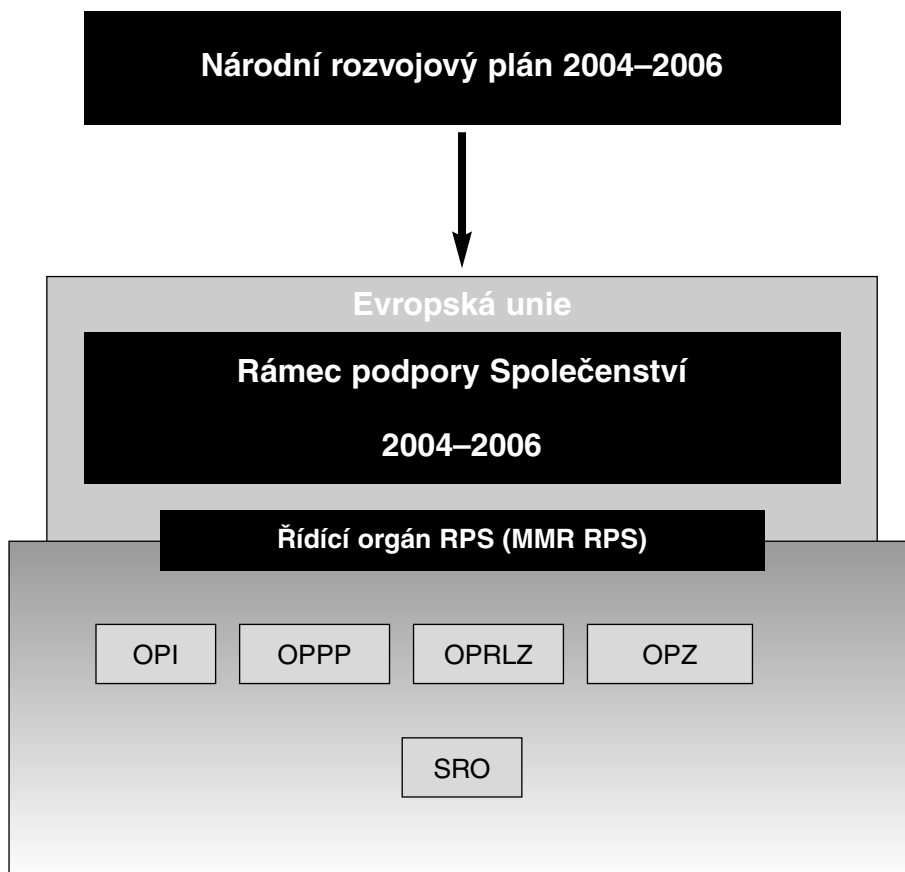 Národní rozvojový plán 2004–2006
Evropská unie
Rámec podpory Společenství
2004–2006
Řídící orgán RPS (MMR RPS)
OPI OPPP OPRLZ OPZ
SRO